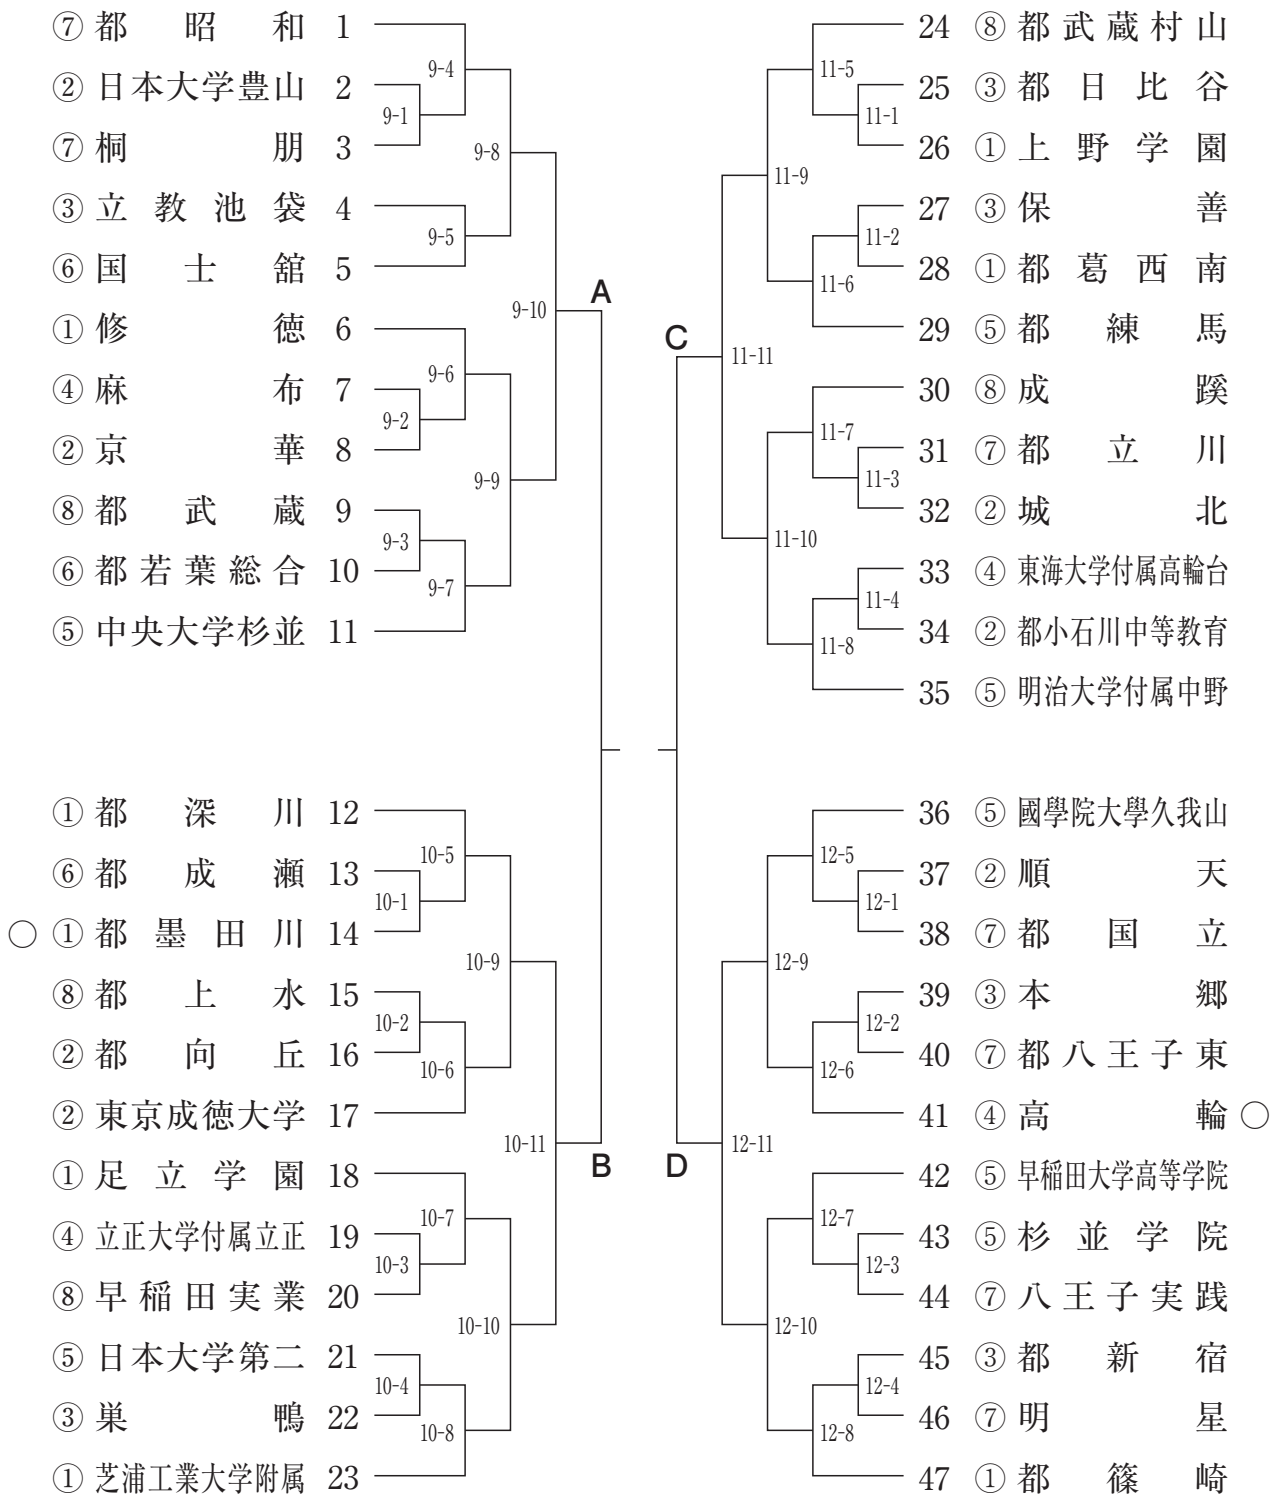 ⑦ 都昭和 1
9-4
② 日本大学豊山 2
9-1
⑦ 桐朋 3
9-8
③ 立教池袋 4
9-5
⑥ 国士舘 5
9-10
A
① 修徳 6
9-6
④ 麻布 7
9-2
② 京華 8
9-9
⑧ 都武蔵 9
9-3
⑥ 都若葉総合 10
9-7
⑤ 中央大学杉並 11
① 都深川 12
10-5
⑥ 都成瀬 13
10-1
○ ① 都墨田川 14
10-9
⑧ 都上水 15
10-2
② 都向丘 16
10-6
② 東京成徳大学 17
10-11
B
① 足立学園 18
10-7
④ 立正大学付属立正 19
10-3
⑧ 早稲田実業 20
10-10
⑤ 日本大学第二 21
10-4
③ 巣鴨 22
10-8
① 芝浦工業大学附属 23
24 ⑧ 都武蔵村山
11-5
25 ③ 都日比谷
11-1
26 ① 上野学園
11-9
27 ③ 保善
11-2
28 ① 都葛西南
11-6
29 ⑤ 都練馬
C
11-11
30 ⑧ 成蹊
11-7
31 ⑦ 都立川
11-3
32 ② 城北
11-10
33 ④ 東海大学付属高輪台
11-4
34 ② 都小石川中等教育
11-8
35 ⑤ 明治大学付属中野
36 ⑤ 國學院大學久我山
12-5
37 ② 順天
12-1
38 ⑦ 都国立
12-9
39 ③ 本郷
12-2
40 ⑦ 都八王子東
12-6
41 ④ 高輪 ○
D
12-11
42 ⑤ 早稲田大学高等学院
12-7
43 ⑤ 杉並学院
12-3
44 ⑦ 八王子実践
12-10
45 ③ 都新宿
12-4
46 ⑦ 明星
12-8
47 ① 都篠崎